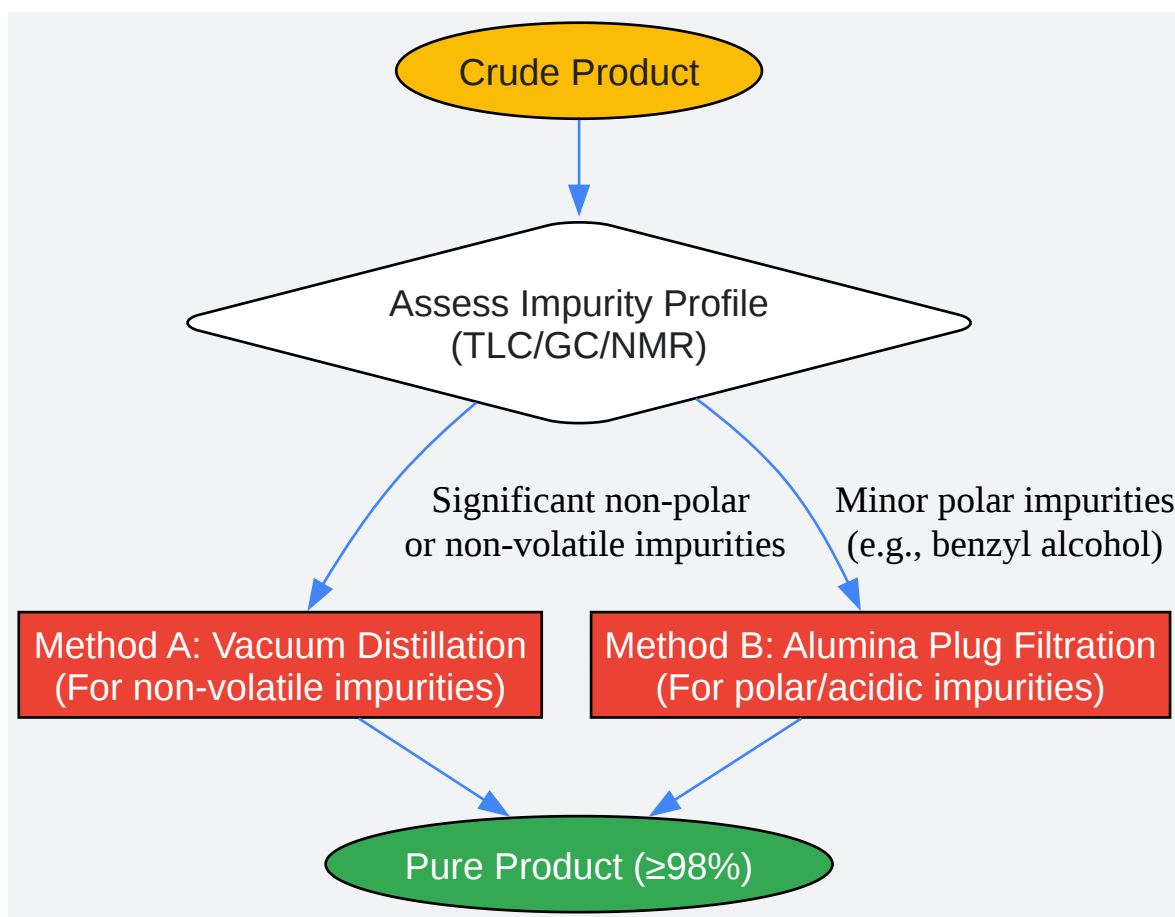 Crude Product
Assess Impurity Profile
(TLC/GC/NMR)
Significant non-polar
or non-volatile impurities
Minor polar impurities
(e.g., benzyl alcohol)
Method A: Vacuum Distillation
(For non-volatile impurities)
Method B: Alumina Plug Filtration
(For polar/acidic impurities)
Pure Product (≥98%)